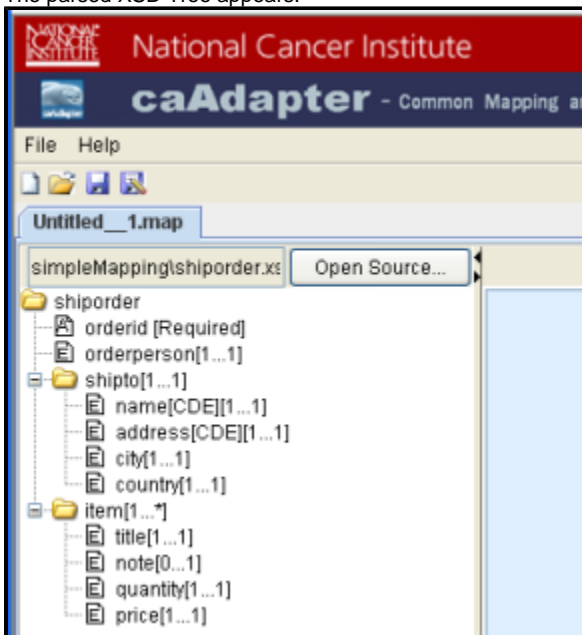 The parsed XSD Tree appears.
NATIONAL
CANCER
INSTITUTE
National Cancer Institute
caAdapter - Common Mapping
File Help
Untitled__1.map
simpleMapping\shiporder.xs Open Source...
shiporder
A orderid [Required]
E orderperson[1...1]
shipto[1...1]
E name[CDE][1...1]
E address[CDE][1...1]
E city[1...1]
E country[1...1]
item[1...*]
E title[1...1]
E note[0...1]
E quantity[1...1]
E price[1...1]